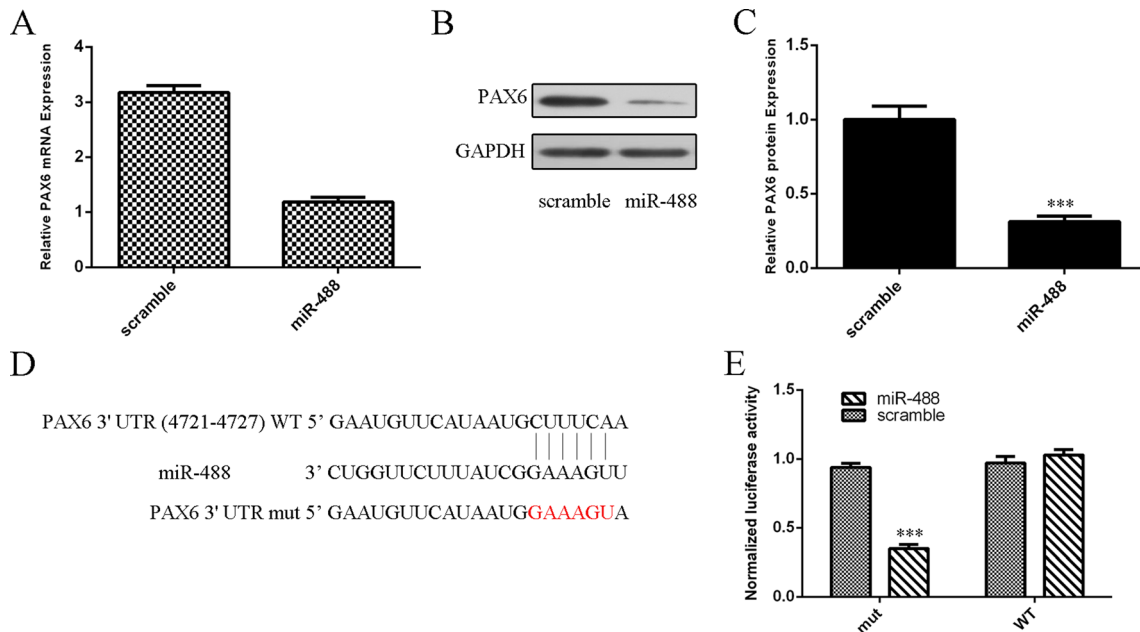 A
Relative PAX6 mRNA Expression
4
3
2
1
0
scramble
miR-488
B
PAX6
GAPDH
scramble miR-488
C
Relative PAX6 protein Expression
1.5
1.0
0.5
0.0
***
scramble
miR-488
D
PAX6 3' UTR (4721-4727) WT 5’ GAAUGUUCAUAAUGCUUUCAA
miR-488 3’ CUGGUUCUUUAUCGGAAAGUU
PAX6 3' UTR mut 5’ GAAUGUUCAUAAUGGAAAGUA
E
Normalized luciferase activity
1.5
1.0
0.5
0.0
miR-488
scramble
***
mut
WT